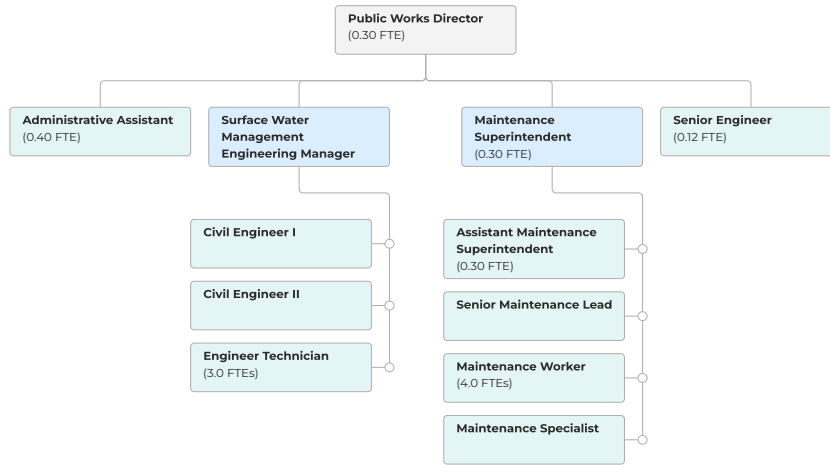 Public Works Director
(0.30 FTE)
Administrative Assistant
(0.40 FTE)
Surface Water
Management
Engineering Manager
Maintenance
Superintendent
(0.30 FTE)
Senior Engineer
(0.12 FTE)
Civil Engineer I
Civil Engineer II
Engineer Technician
(3.0 FTEs)
Assistant Maintenance
Superintendent
(0.30 FTE)
Senior Maintenance Lead
Maintenance Worker
(4.0 FTEs)
Maintenance Specialist